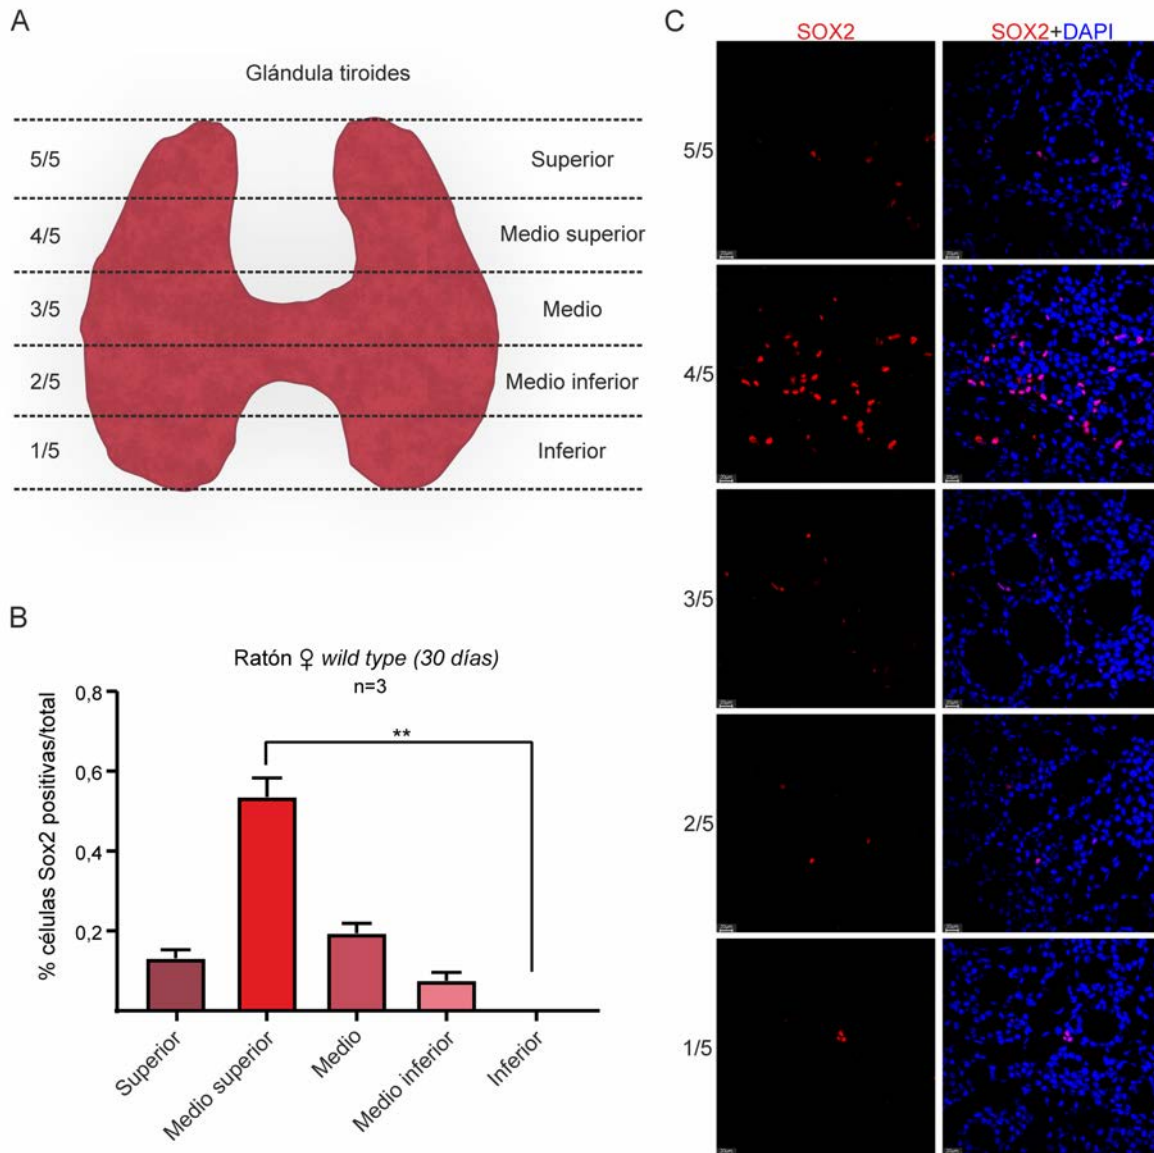 A
Glándula tiroides
5/5 Superior
4/5 Medio superior
3/5 Medio
2/5 Medio inferior
1/5 Inferior
B
Ratón ♀ wild type (30 días)
n=3
% células Sox2 positivas/total
0,8
0,6
0,4
0,2
**
Superior
Medio superior
Medio
Medio inferior
Inferior
C
SOX2 SOX2+DAPI
5/5
4/5
3/5
2/5
1/5